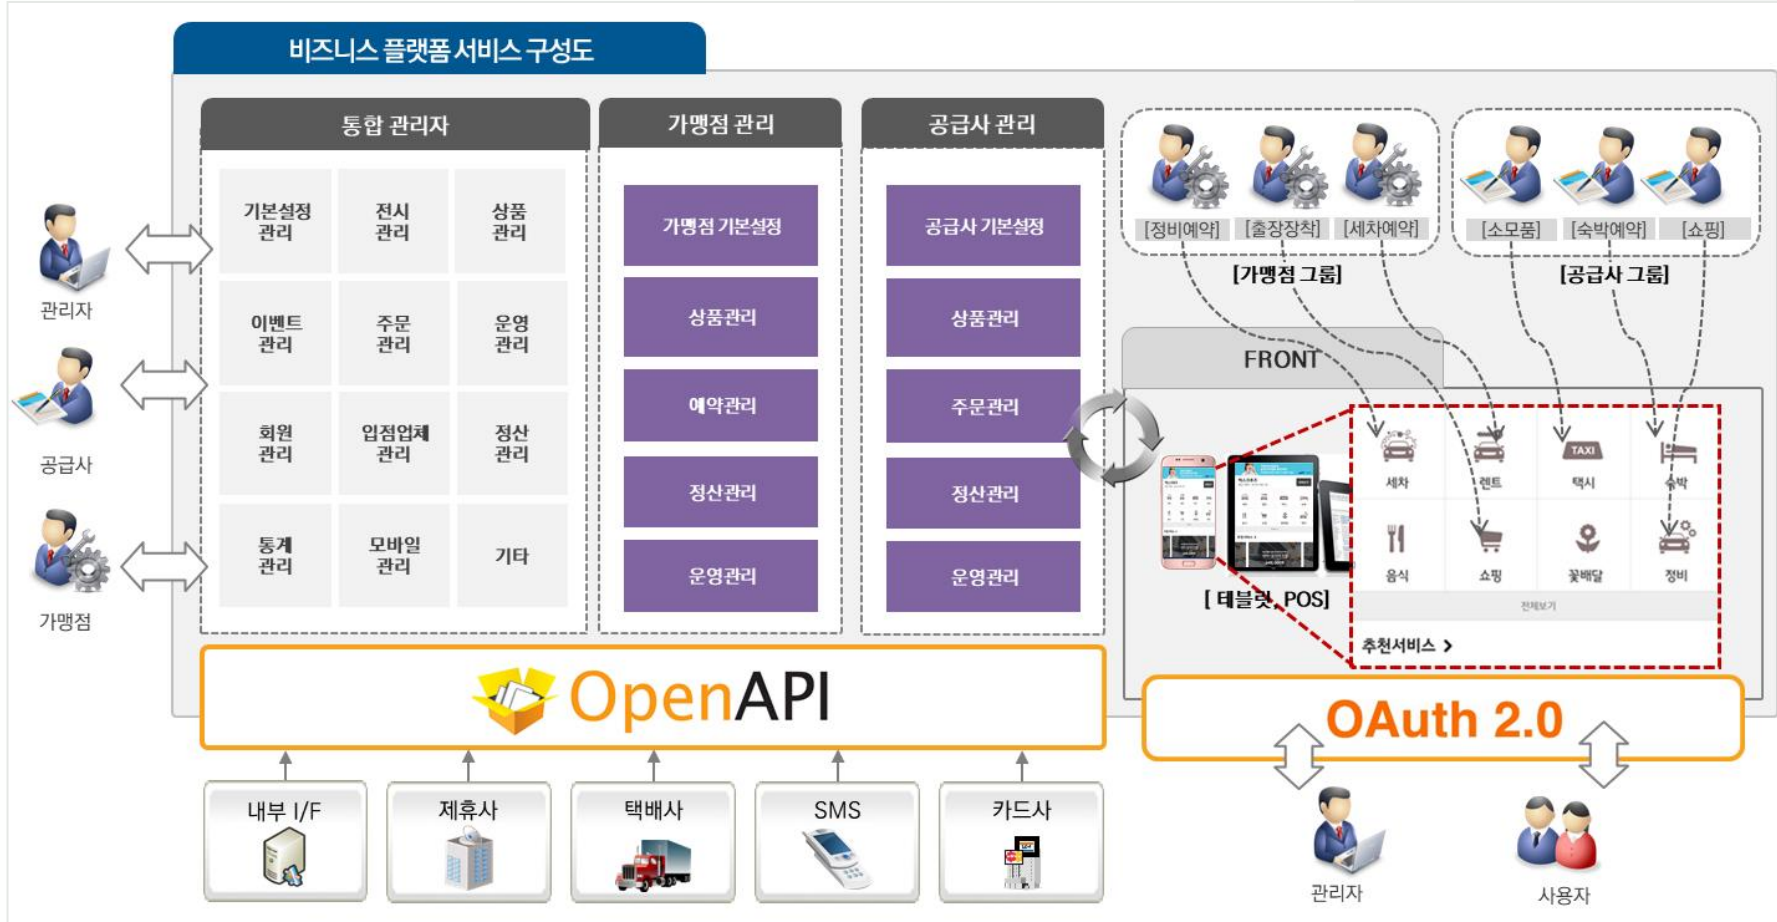 비즈니스 플랫폼 서비스 구성도
통합 관리자
기본설정
관리
전시
관리
상품
관리
이벤트
관리
주문
관리
운영
관리
회원
관리
입점업체
관리
정산
관리
통계
관리
모바일
관리
기타
가맹점 관리
가맹점 기본설정
상품관리
예약관리
정산관리
운영관리
공급사 관리
공급사 기본설정
상품관리
주문관리
정산관리
운영관리
관리자
공급사
가맹점
[정비예약] [출장장착] [세차예약]
[가맹점 그룹]
[소모품] [숙박예약] [쇼핑]
[공급사 그룹]
FRONT
TAXI
세차 렌트 택시 숙박
음식 쇼핑 꽃배달 정비
전체보기
추천서비스
[ 테블릿, POS]
OpenAPI
OAuth 2.0
내부 I/F
제휴사
택배사
SMS
카드사
관리자
사용자